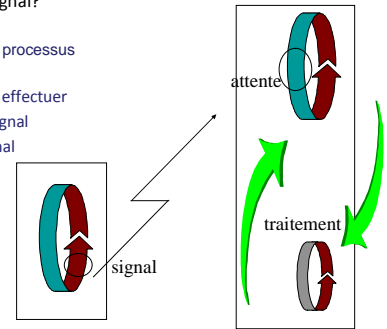 gnal?
processus
effectuer
gnal
nal
attente
traitement
signal